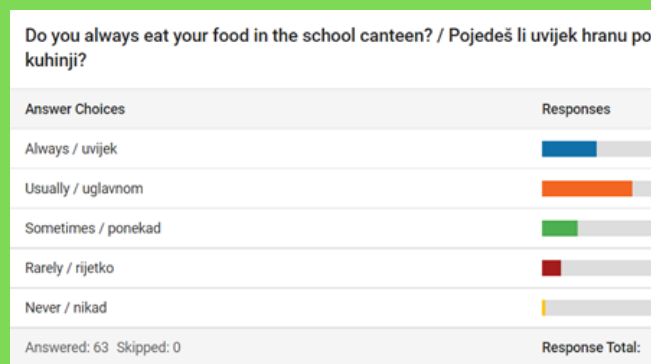 Do you always eat your food in the school canteen? / Pojedeš li uvijek hranu po
kuhinji?
Answer Choices Responses
Always / uvijek
Usually / uglavnom
Sometimes / ponekad
Rarely / rijetko
Never / nikad
Answered: 63 Skipped: 0 Response Total: